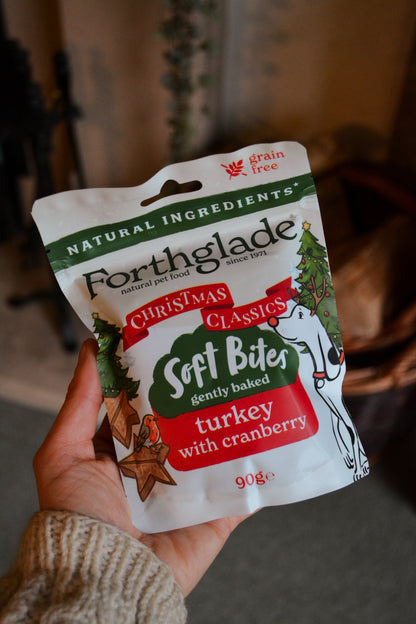 grain
free
NATURAL INGREDIENTS*
Forthglade
natural pet food since 1971
CHRISTMAS
CLASSICS
Soft Bites
gently baked
turkey
with cranberry
90ge